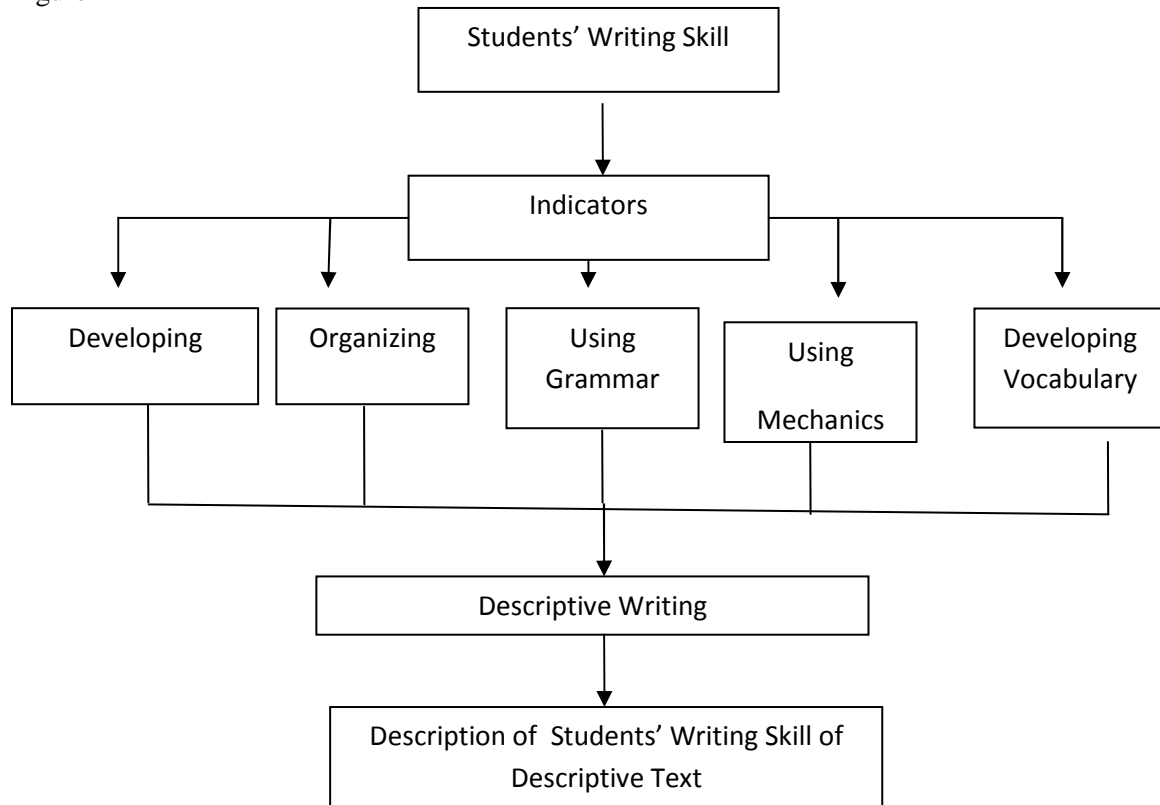 Students’ Writing Skill
Indicators
Developing
Organizing
Using
Grammar
Using
Mechanics
Developing
Vocabulary
Descriptive Writing
Description of Students’ Writing Skill of
Descriptive Text